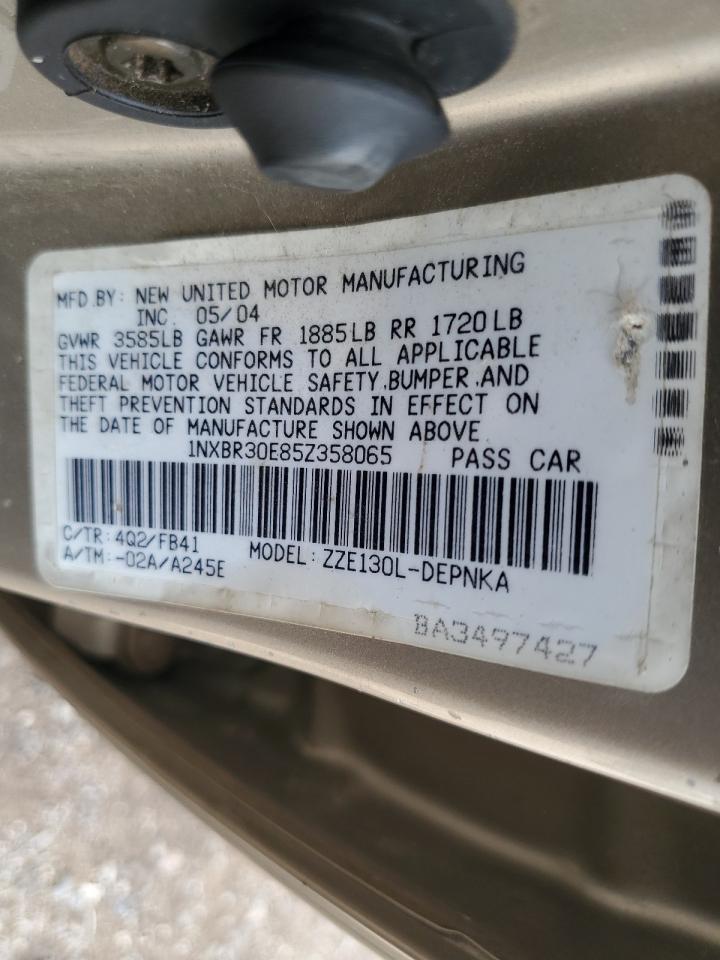 MFD.BY: NEW UNITED MOTOR MANUFACTURING
INC. 05/04
GVWR 3585LB GAWR FR 1885LB RR 1720LB
THIS VEHICLE CONFORMS TO ALL APPLICABLE
FEDERAL MOTOR VEHICLE SAFETY.BUMPER.AND
THEFT PREVENTION STANDARDS IN EFFECT ON
THE DATE OF MANUFACTURE SHOWN ABOVE
1NXBR30E85Z358065 PASS CAR
C/TR:4Q2/FB41
A/TM:-02A/A245E MODEL:ZZE130L-DEPNKA
BA3497427